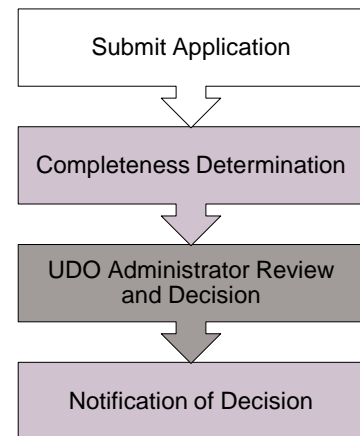 Submit Application
Completeness Determination
UDO Administrator Review
and Decision
Notification of Decision